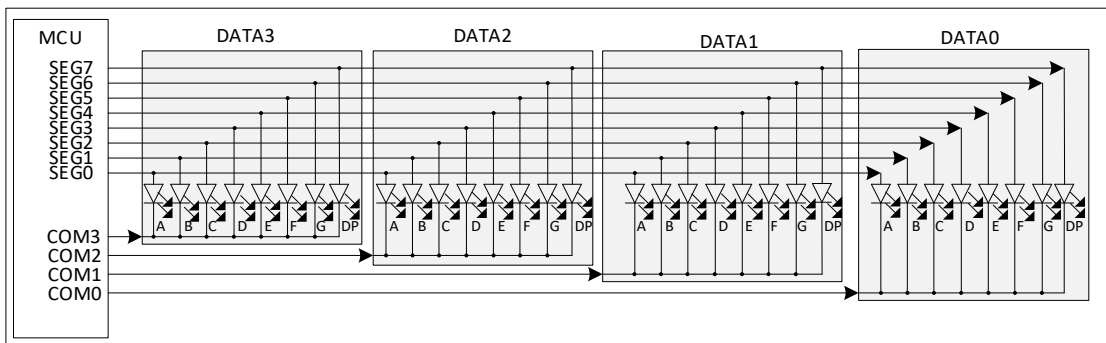 MCU
DATA3
DATA2
DATA1
DATA0
SEG7
SEG6
SEG5
SEG4
SEG3
SEG2
SEG1
SEG0
A B C D E F G DP
A B C D E F G DP
A B C D E F G DP
A B C D E F G DP
COM3
COM2
COM1
COM0